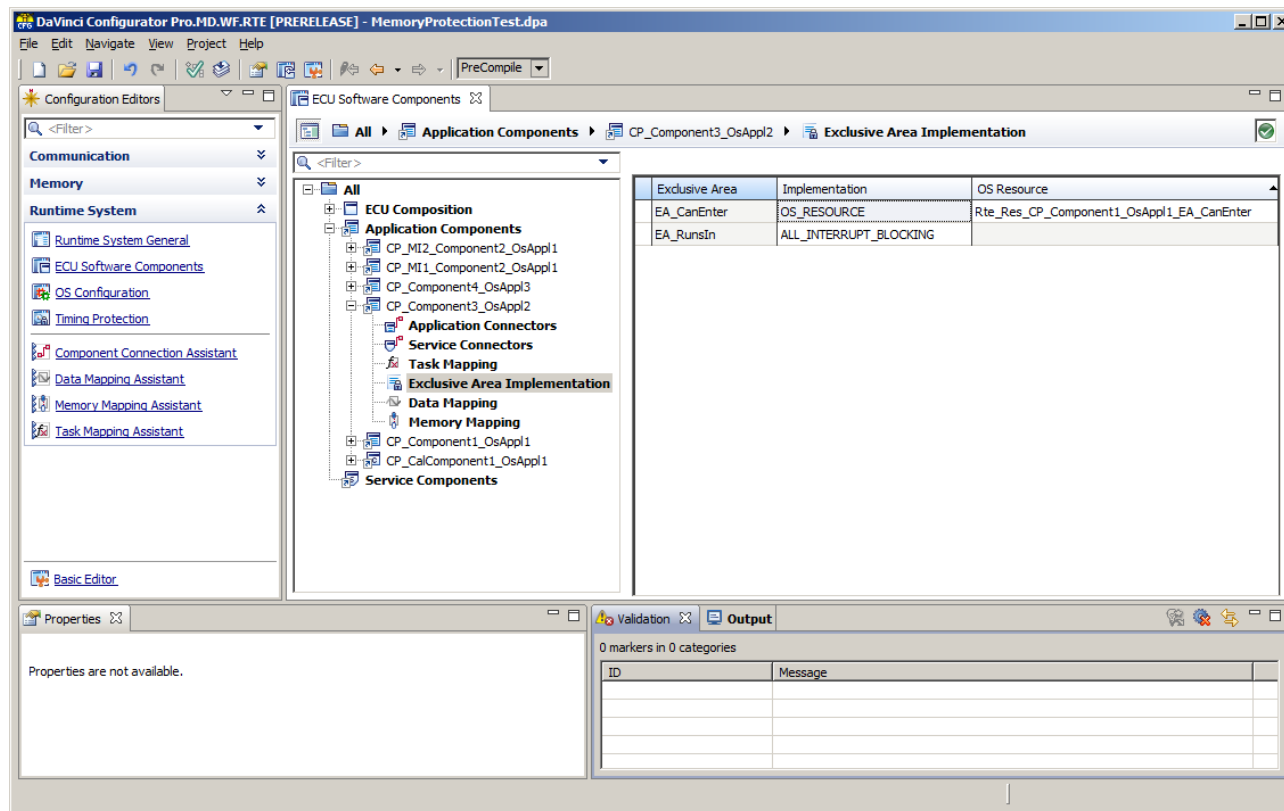 DaVinci Configurator Pro.MD.WF.RTE [PRERELEASE] - MemoryProtectionTest.dpa
File Edit Navigate View Project Help
PreCompile
Configuration Editors
<Filter>
Communication
Memory
Runtime System
Runtime System General
ECU Software Components
OS Configuration
Timing Protection
Component Connection Assistant
Data Mapping Assistant
Memory Mapping Assistant
Task Mapping Assistant
Basic Editor
ECU Software Components
All Application Components CP_Component3_OsAppl2 Exclusive Area Implementation
<Filter>
All
ECU Composition
Application Components
CP_MI2_Component2_OsAppl1
CP_MI1_Component2_OsAppl1
CP_Component4_OsAppl3
CP_Component3_OsAppl2
Application Connectors
Service Connectors
Task Mapping
Exclusive Area Implementation
Data Mapping
Memory Mapping
CP_Component1_OsAppl1
CP_CalComponent1_OsAppl1
Service Components
Exclusive Area Implementation OS Resource
EA_CanEnter OS_RESOURCE Rte_Res_CP_Component1_OsAppl1_EA_CanEnter
EA_RunsIn ALL_INTERRUPT_BLOCKING
Properties
Properties are not available.
Validation Output
0 markers in 0 categories
ID Message